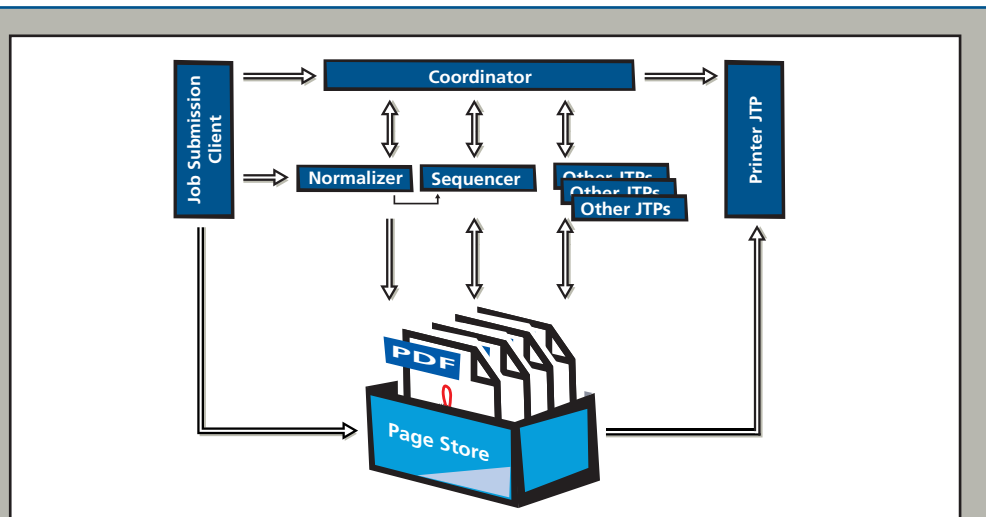 Job Submission
Client
Coordinator
Printer JTP
Normalizer
Sequencer
Other JTPs
Other JTPs
Other JTPs
PDF
Page Store